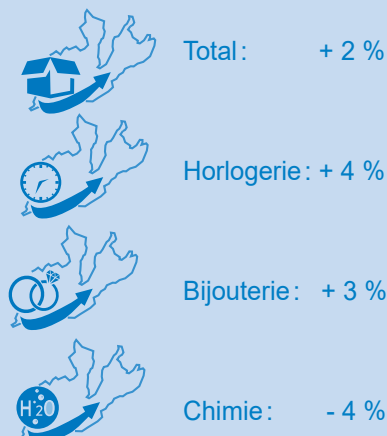 Total: + 2 %
Horlogerie: + 4 %
Bijouterie: + 3 %
H2O
Chimie: - 4 %